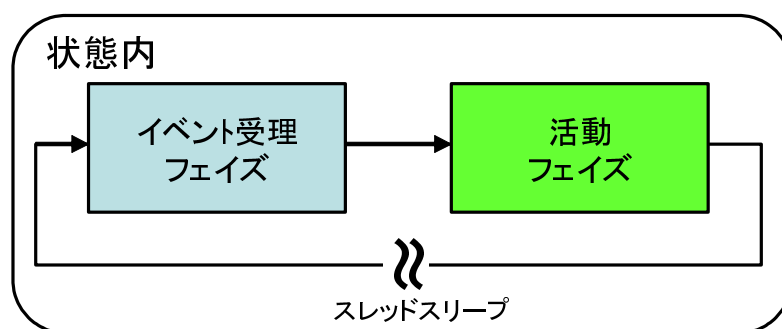 状態内
イベント受理
フェイズ
活動
フェイズ
スレッドスリープ